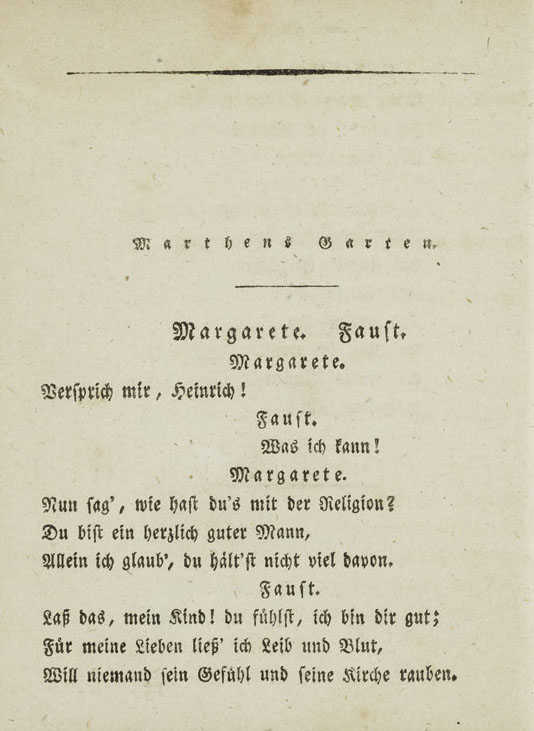 Marthens Garten.
Margarete. Faust.
Margarete.
Versprich mir, Heinrich!
Faust.
Was ich kann!
Margarete.
Nun sag', wie hast du's mit der Religion?
Du bist ein herzlich guter Mann,
Allein ich glaub', du hält'st nicht viel davon.
Faust.
Laß das, mein Kind! du fühlst, ich bin dir gut;
Für meine Lieben ließ' ich Leib und Blut,
Will niemand sein Gefühl und seine Kirche rauben.